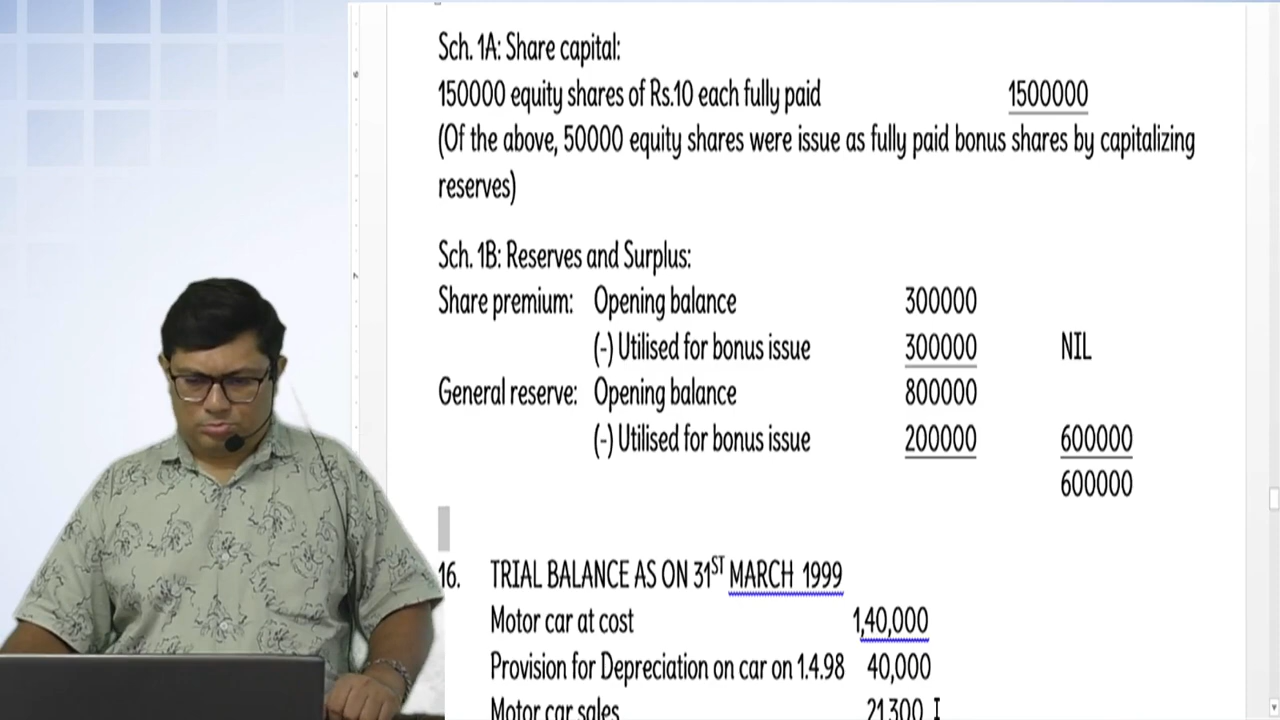 Sch. 1A: Share capital:
150000 equity shares of Rs.10 each fully paid 1500000
(Of the above, 50000 equity shares were issue as fully paid bonus shares by capitalizing
reserves)
Sch. 1B: Reserves and Surplus:
Share premium: Opening balance 300000
(-) Utilised for bonus issue 300000 NIL
General reserve: Opening balance 800000
(-) Utilised for bonus issue 200000 600000
600000
16. TRIAL BALANCE AS ON 31ST MARCH 1999
Motor car at cost 1,40,000
Provision for Depreciation on car on 1.4.98 40,000
Motor car sales 21,300